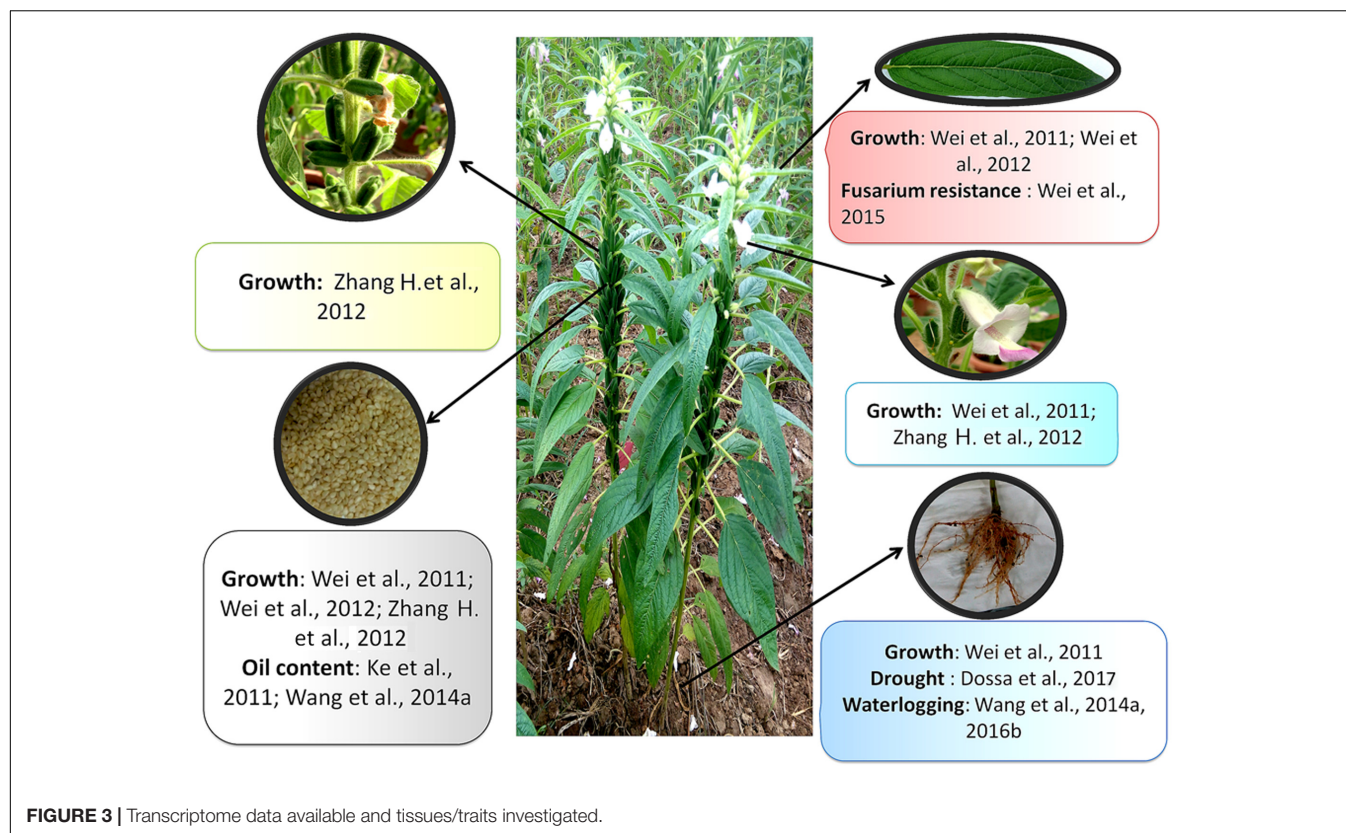 Growth: Zhang H.et al.,
2012
Growth: Wei et al., 2011;
Wei et al., 2012; Zhang H.
et al., 2012
Oil content: Ke et al.,
2011; Wang et al., 2014a
Growth: Wei et al., 2011; Wei et
al., 2012
Fusarium resistance : Wei et al.,
2015
Growth: Wei et al., 2011;
Zhang H. et al., 2012
Growth: Wei et al., 2011
Drought : Dossa et al., 2017
Waterlogging: Wang et al., 2014a,
2016b
FIGURE 3 | Transcriptome data available and tissues/traits investigated.